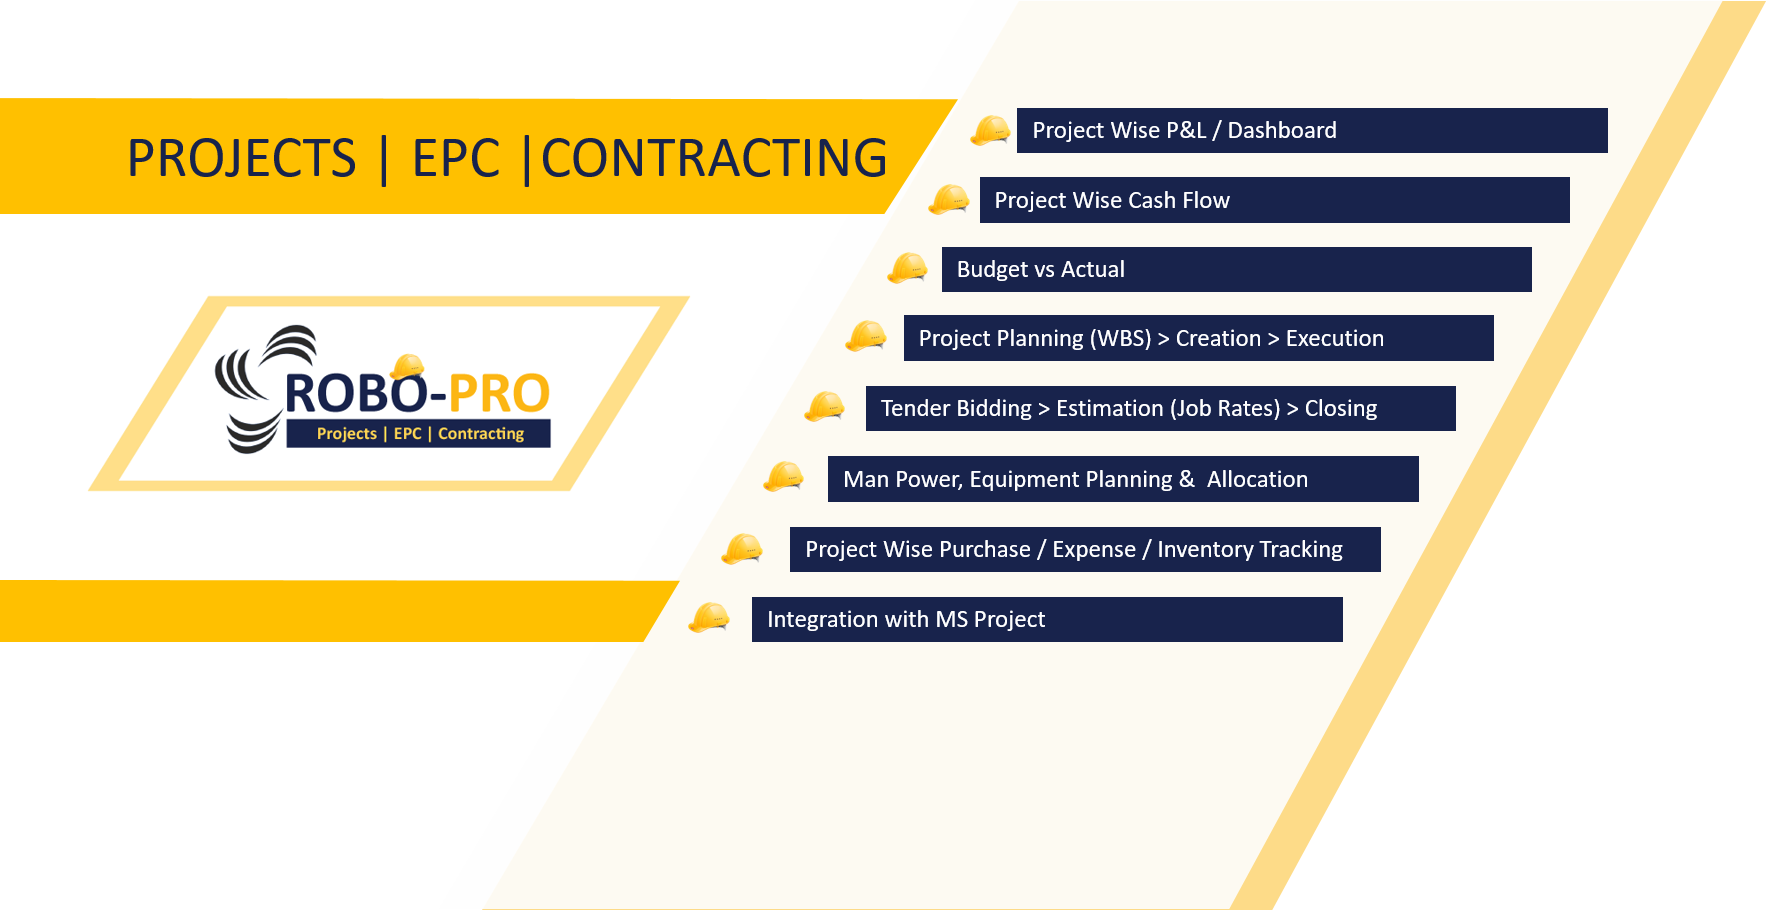 PROJECTS | EPC |CONTRACTING
ROBO-PRO
Projects | EPC | Contracting
Project Wise P&L / Dashboard
Project Wise Cash Flow
Budget vs Actual
Project Planning (WBS) > Creation > Execution
Tender Bidding > Estimation (Job Rates) > Closing
Man Power, Equipment Planning &  Allocation
Project Wise Purchase / Expense / Inventory Tracking
Integration with MS Project